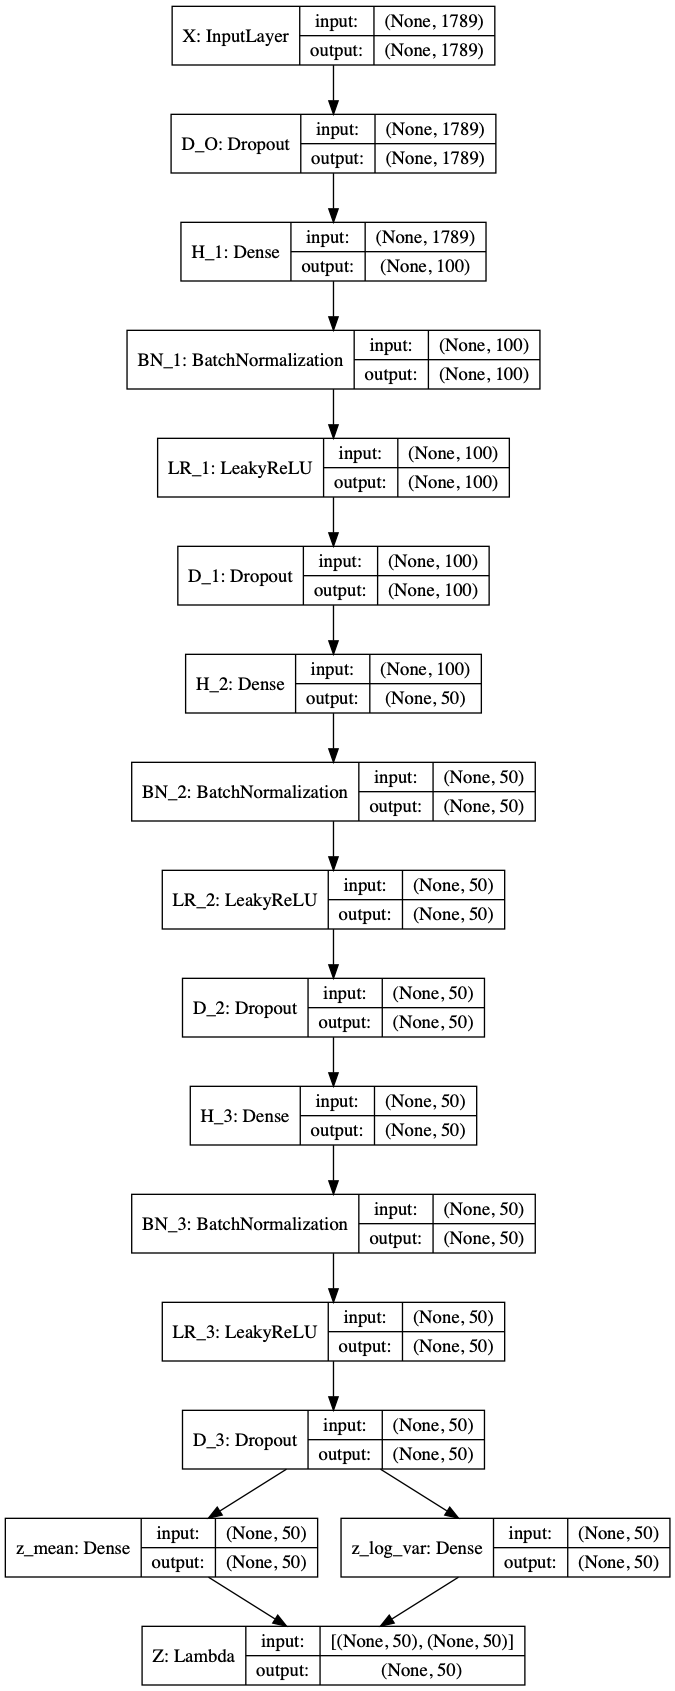 X: InputLayer
input:
(None, 1789)
output:
(None, 1789)
D_O: Dropout
input:
(None, 1789)
output:
(None, 1789)
H_1: Dense
input:
(None, 1789)
output:
(None, 100)
BN_1: BatchNormalization
input:
(None, 100)
output:
(None, 100)
LR_1: LeakyReLU
input:
(None, 100)
output:
(None, 100)
D_1: Dropout
input:
(None, 100)
output:
(None, 100)
H_2: Dense
input:
(None, 100)
output:
(None, 50)
BN_2: BatchNormalization
input:
(None, 50)
output:
(None, 50)
LR_2: LeakyReLU
input:
(None, 50)
output:
(None, 50)
D_2: Dropout
input:
(None, 50)
output:
(None, 50)
H_3: Dense
input:
(None, 50)
output:
(None, 50)
BN_3: BatchNormalization
input:
(None, 50)
output:
(None, 50)
LR_3: LeakyReLU
input:
(None, 50)
output:
(None, 50)
D_3: Dropout
input:
(None, 50)
output:
(None, 50)
z_mean: Dense
input:
(None, 50)
output:
(None, 50)
z_log_var: Dense
input:
(None, 50)
output:
(None, 50)
Z: Lambda
input:
[(None, 50), (None, 50)]
output:
(None, 50)